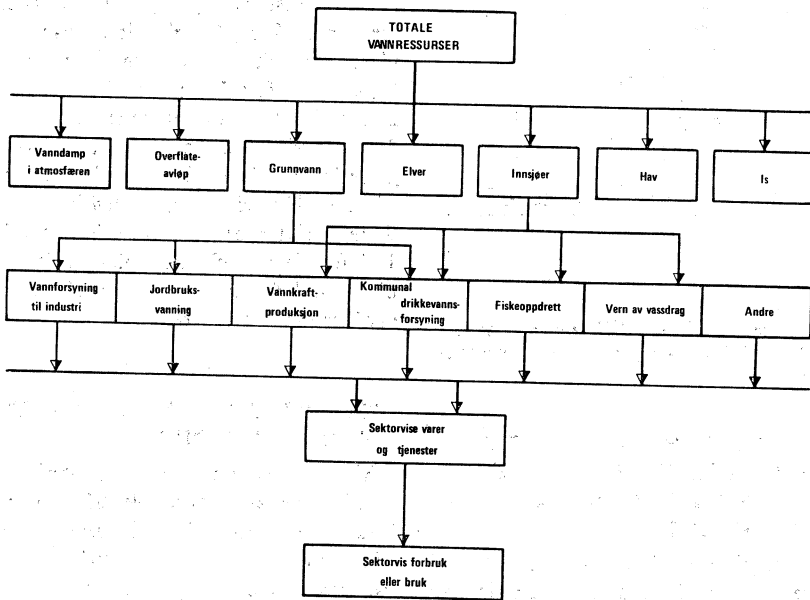 TOTALE
VANNRESSURSER
Vanndamp
i atmosfæren
Overflate-
avløp
Grunnvann
Elver
Innsjøer
Hav
Is
Vannforsyning
til industri
Jordbruks-
vanning
Vannkraft-
produksjon
Kommunal
drikkevanns-
forsyning
Fiskeoppdrett
Vern av vassdrag
Andre
Sektorvise varer
og tjenester
Sektorvis forbruk
eller bruk